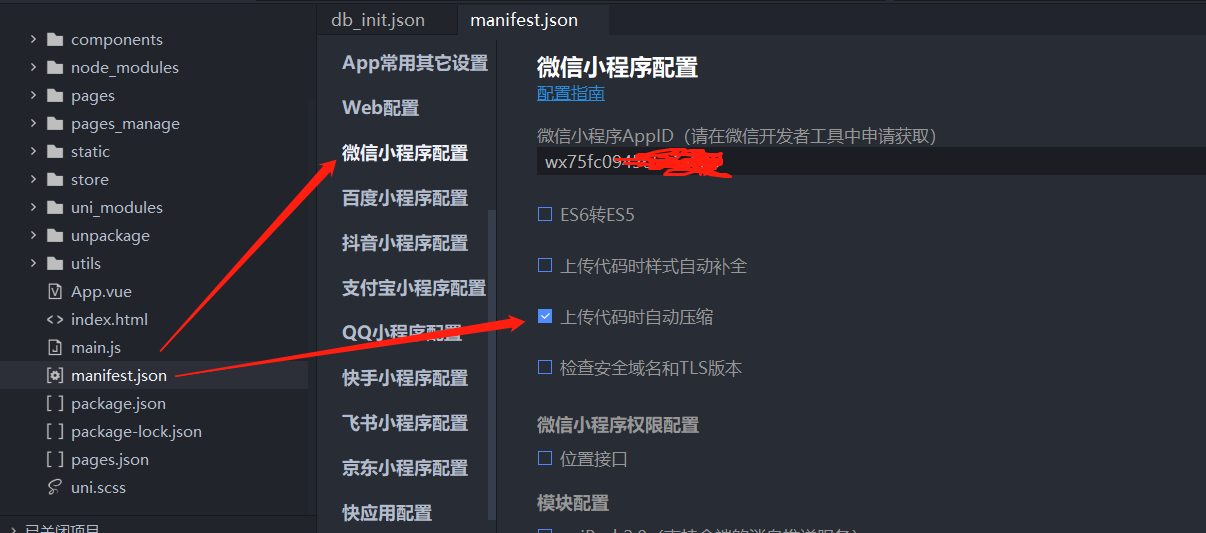 db_init.json
manifest.json
components
node_modules
pages
pages_manage
static
store
uni_modules
unpackage
utils
App.vue
index.html
main.js
manifest.json
package.json
package-lock.json
pages.json
uni.scss
已关闭项目
App常用其它设置
Web配置
微信小程序配置
百度小程序配置
抖音小程序配置
支付宝小程序配置
QQ小程序配置
快手小程序配置
飞书小程序配置
京东小程序配置
快应用配置
微信小程序配置
配置指南
微信小程序AppID（请在微信开发者工具中申请获取）
wx75fc094
ES6转ES5
上传代码时样式自动补全
上传代码时自动压缩
检查安全域名和TLS版本
微信小程序权限配置
位置接口
模块配置